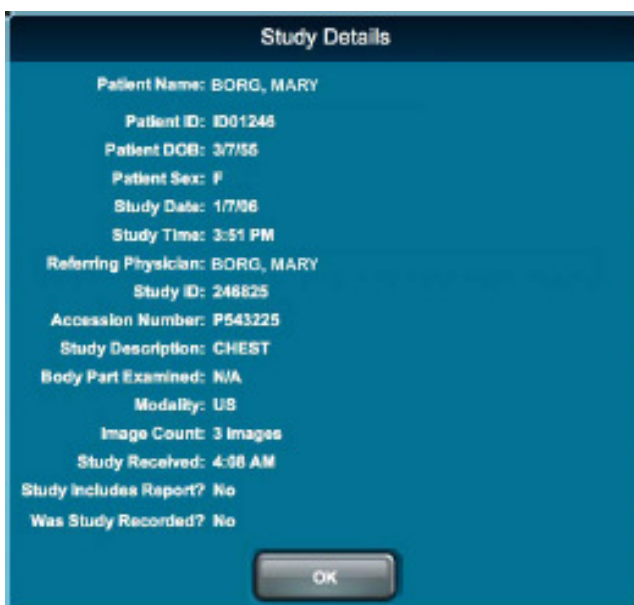 Study Details
Patient Name: BORG, MARY
Patient ID: ID01246
Patient DOB: 3/7/55
Patient Sex: F
Study Date: 1/7/06
Study Time: 3:51 PM
Referring Physician: BORG, MARY
Study ID: 246825
Accession Number: P543225
Study Description: CHEST
Body Part Examined: N/A
Modality: US
Image Count: 3 Images
Study Received: 4:08 AM
Study Includes Report? No
Was Study Recorded? No
OK